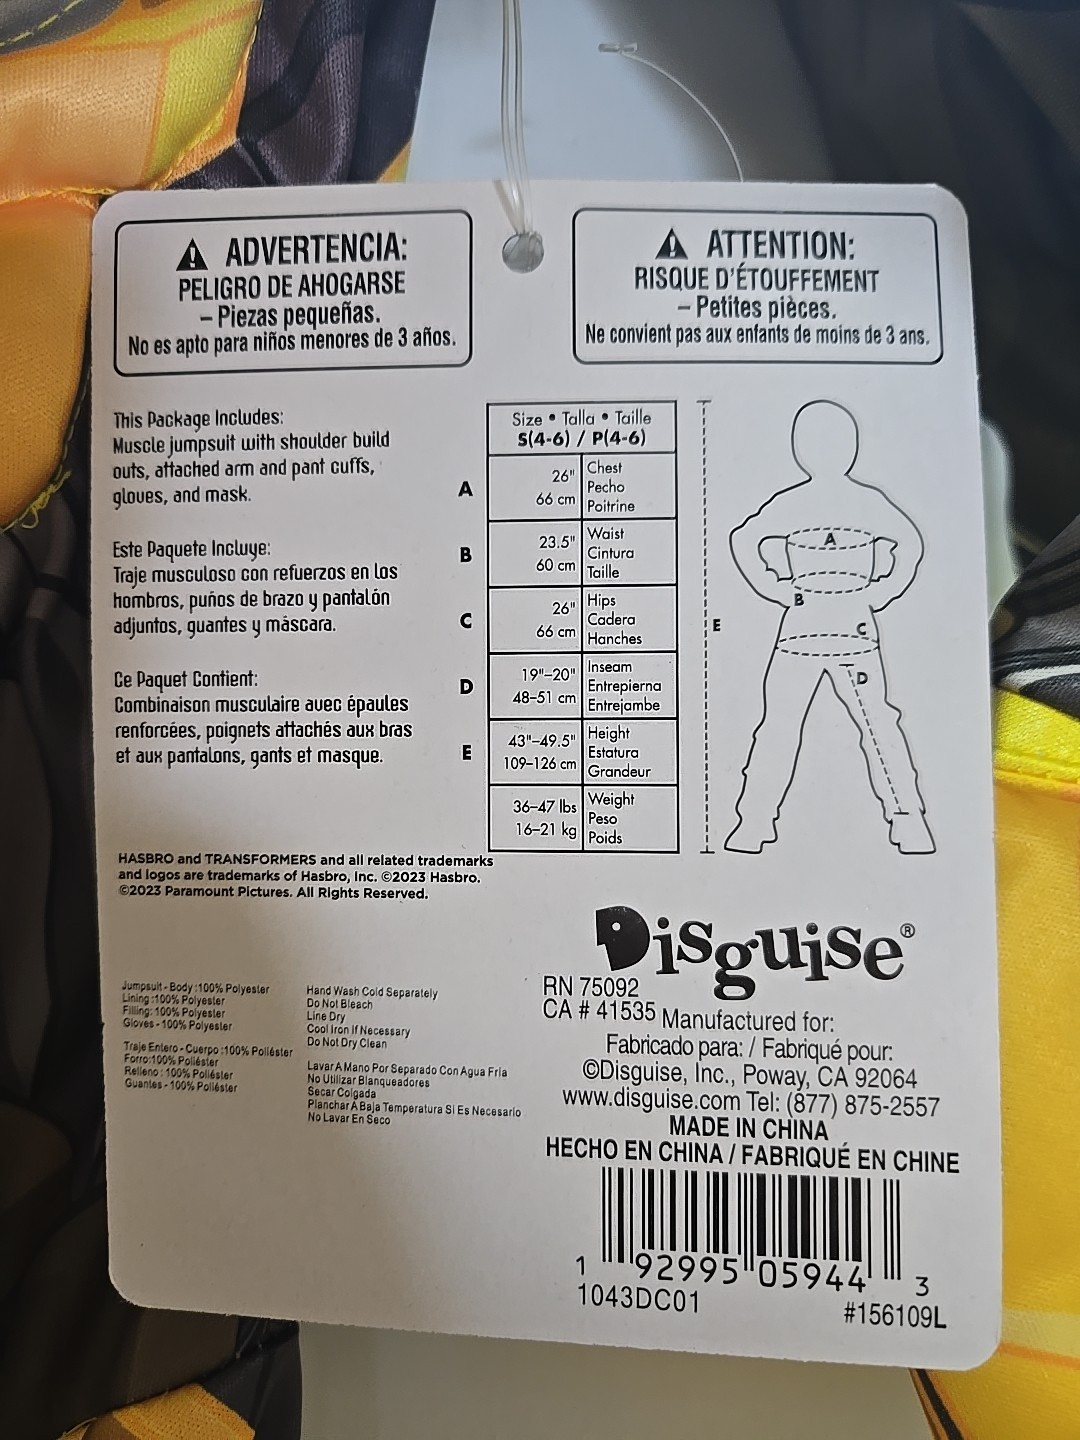 ADVERTENCIA:
PELIGRO DE AHOGARSE
– Piezas pequeñas.
No es apto para niños menores de 3 años.
ATTENTION:
RISQUE D'ÉTOUFFEMENT
– Petites pièces.
Ne convient pas aux enfants de moins de 3 ans.
This Package Includes:
Muscle jumpsuit with shoulder build
outs, attached arm and pant cuffs,
gloves, and mask.
Este Paquete Incluye:
Traje musculoso con refuerzos en los
hombros, puños de brazo y pantalón
adjuntos, guantes y máscara.
Ce Paquet Contient:
Combinaison musculaire avec épaules
renforcées, poignets attachés aux bras
et aux pantalons, gants et masque.
Size • Talla • Taille
S(4-6) / P(4-6)
A
26"
66 cm
Chest
Pecho
Poitrine
B
23.5"
60 cm
Waist
Cintura
Taille
C
26"
66 cm
Hips
Cadera
Hanches
D
19"–20"
48–51 cm
Inseam
Entrepierna
Entrejambe
E
43"–49.5"
109–126 cm
Height
Estatura
Grandeur
36–47 lbs
16–21 kg
Weight
Peso
Poids
A
B
C
D
E
HASBRO and TRANSFORMERS and all related trademarks
and logos are trademarks of Hasbro, Inc. ©2023 Hasbro.
©2023 Paramount Pictures. All Rights Reserved.
Jumpsuit - Body :100% Polyester
Lining :100% Polyester
Filling: 100% Polyester
Gloves - 100% Polyester
Traje Entero - Cuerpo :100% Poliéster
Forro:100% Poliéster
Relleno : 100% Poliéster
Guantes - 100% Poliéster
Hand Wash Cold Separately
Do Not Bleach
Line Dry
Cool Iron If Necessary
Do Not Dry Clean
Lavar A Mano Por Separado Con Agua Fría
No Utilizar Blanqueadores
Secar Colgada
Planchar A Baja Temperatura Si Es Necesario
No Lavar En Seco
Disguise®
RN 75092
CA # 41535
Manufactured for:
Fabricado para: / Fabriqué pour:
©Disguise, Inc., Poway, CA 92064
www.disguise.com Tel: (877) 875-2557
MADE IN CHINA
HECHO EN CHINA / FABRIQUÉ EN CHINE
1 92995 05944 3
1043DC01
#156109L